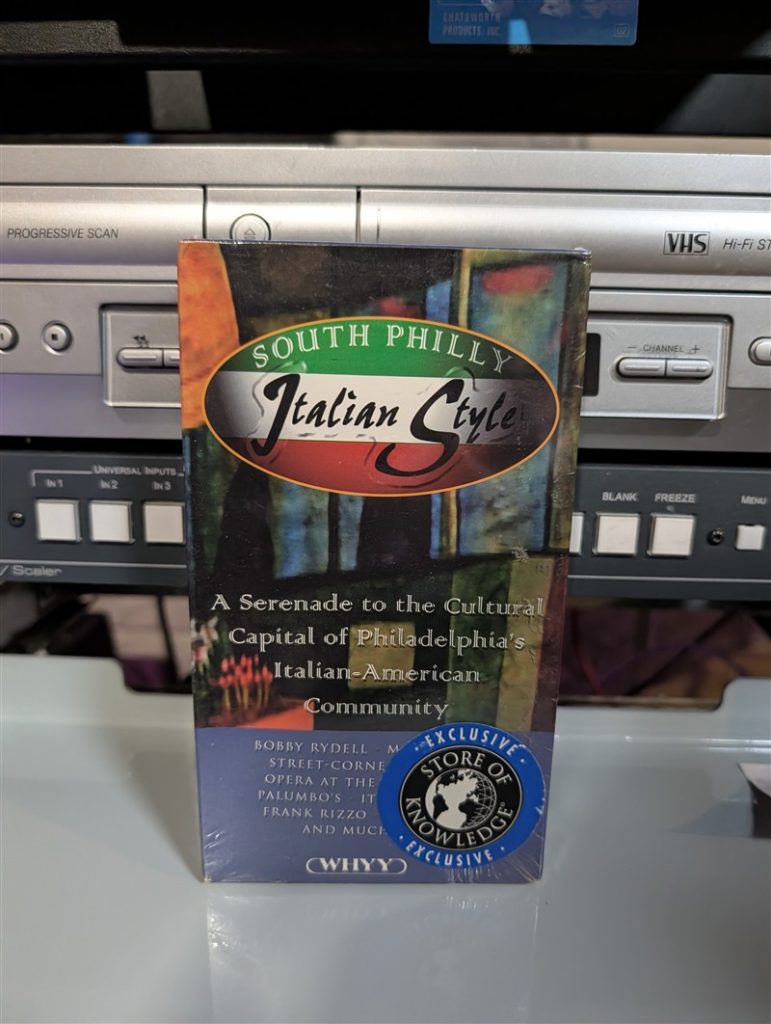 CHATSWORTH
PRODUCTS, INC.
PROGRESSIVE SCAN
VHS Hi-Fi ST
CHANNEL
SOUTH PHILLY
Italian Style
UNIVERSAL INPUTS
IN 1 IN 2 IN 3
BLANK FREEZE MENU
Scaler
A Serenade to the Cultural
Capital of Philadelphia's
Italian-American
Community
BOBBY RYDELL · M
STREET-CORNE
OPERA AT THE
PALUMBO'S · IT
FRANK RIZZO
AND MUCH
WHYY
· EXCLUSIVE ·
STORE OF
KNOWLEDGE®
· EXCLUSIVE ·